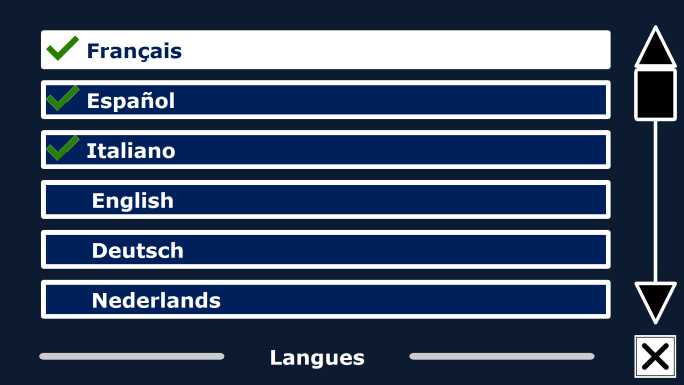 Français
Español
Italiano
English
Deutsch
Nederlands
Langues